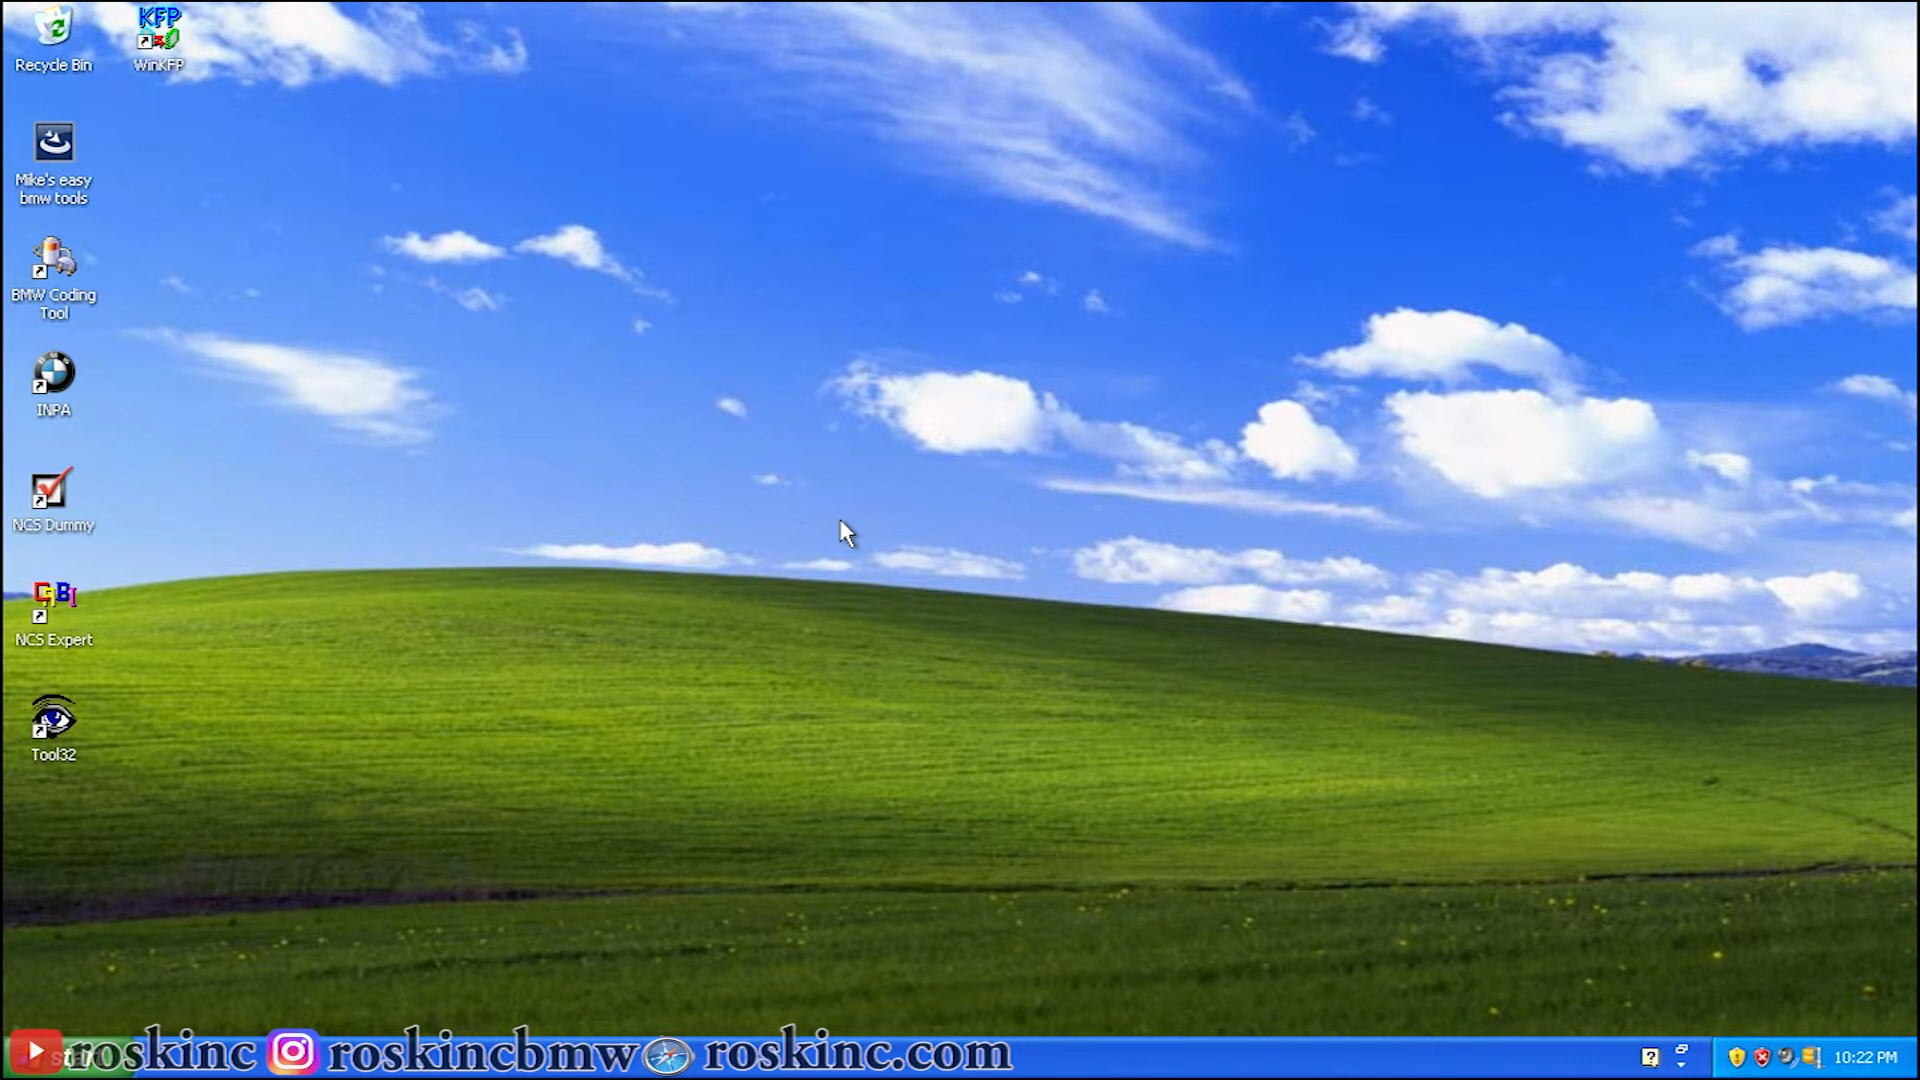 Recycle Bin
KFP
WinKFP
Mike's easy
bmw tools
BMW Coding
Tool
INPA
NCS Dummy
NCS Expert
Tool32
start
roskinc
roskincbmw
roskinc.com
?
10:22 PM